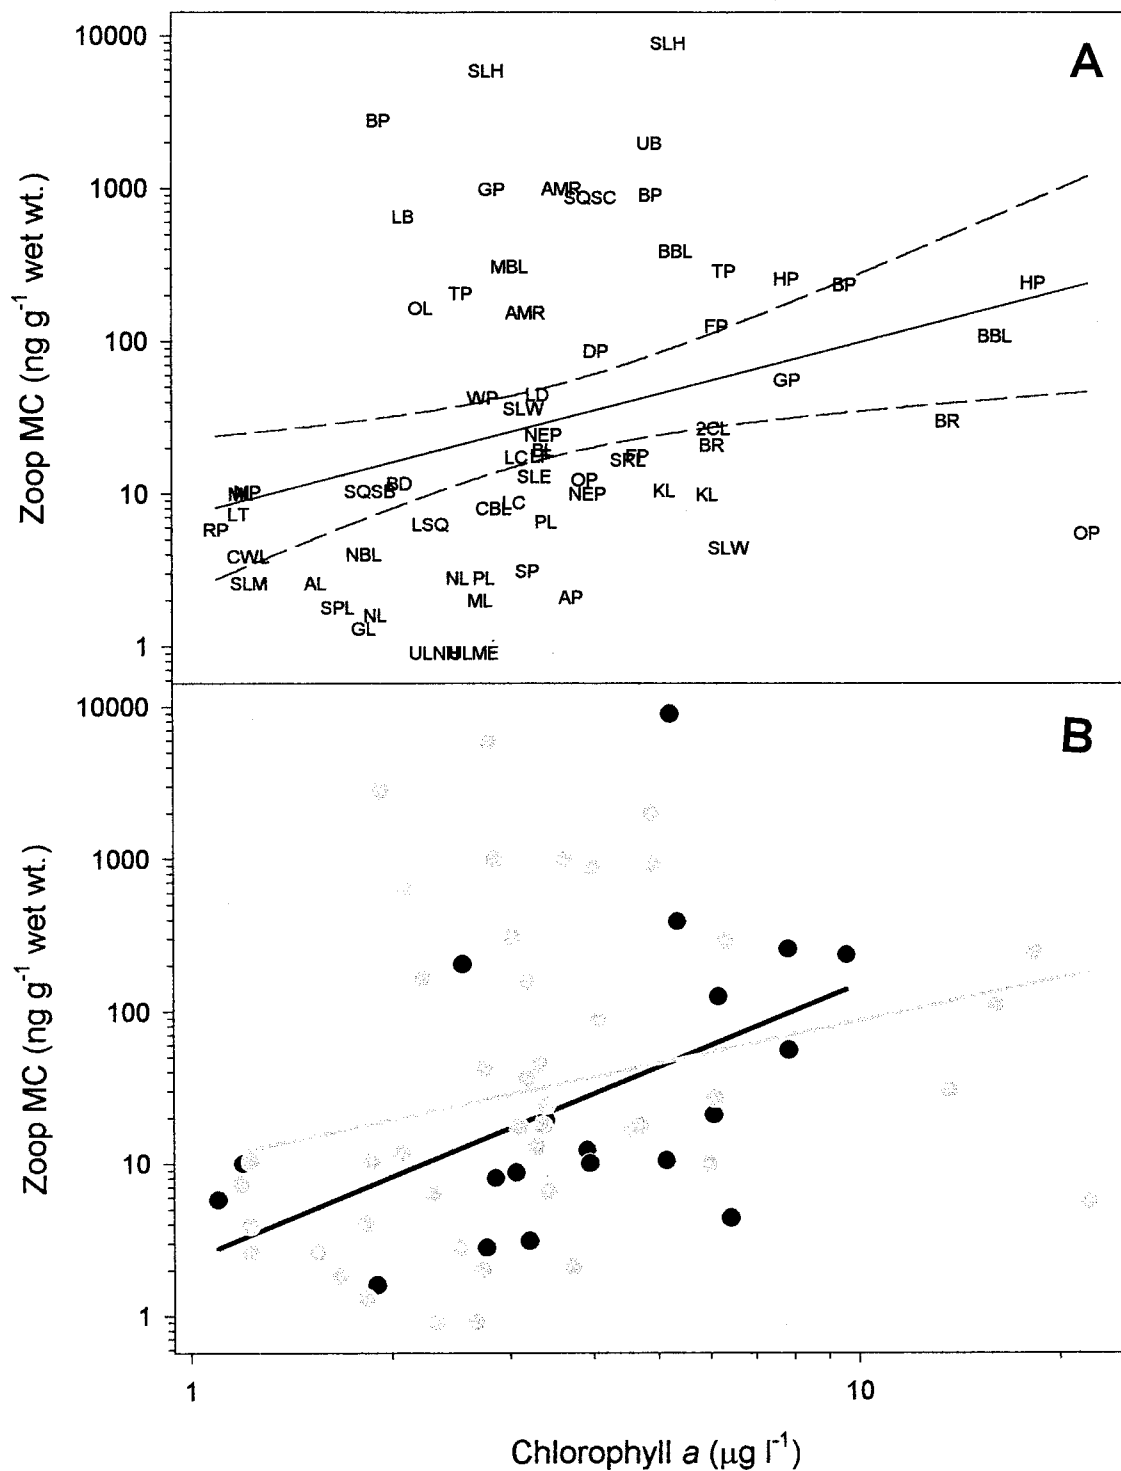 10000
1000
100
10
1
Zoop MC (ng g⁻¹ wet wt.)
A
SLH
SLH
BP
UB
GP
AMR
SQSC
BP
LB
BBL
MBL
TP
HP
BP
HP
TP
OL
AMR
FP
BBL
DP
GP
WP
LD
SLW
2CL
BR
NEP
BR
LC
SRL
SLE
OP
NEP
KL
KL
MP
SQSB
BD
LT
RP
LSQ
CBL
LC
PL
OP
CWL
NBL
SLW
SLM
AL
NL
PL
SP
SPL
NL
ML
AP
GL
ULME
10000
1000
100
10
1
Zoop MC (ng g⁻¹ wet wt.)
B
1
10
Chlorophyll a (μg l⁻¹)